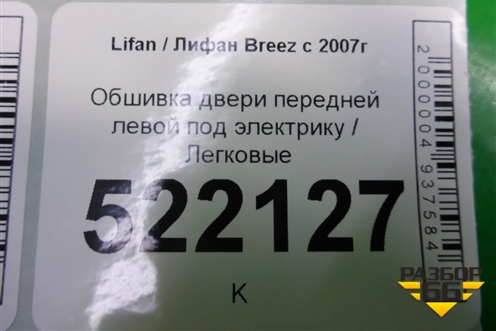 Lifan / Лифан Breez с 2007г
Обшивка двери передней
левой под электрику /
Легковые
522127
К
2000004937584
РАЗБОР
66